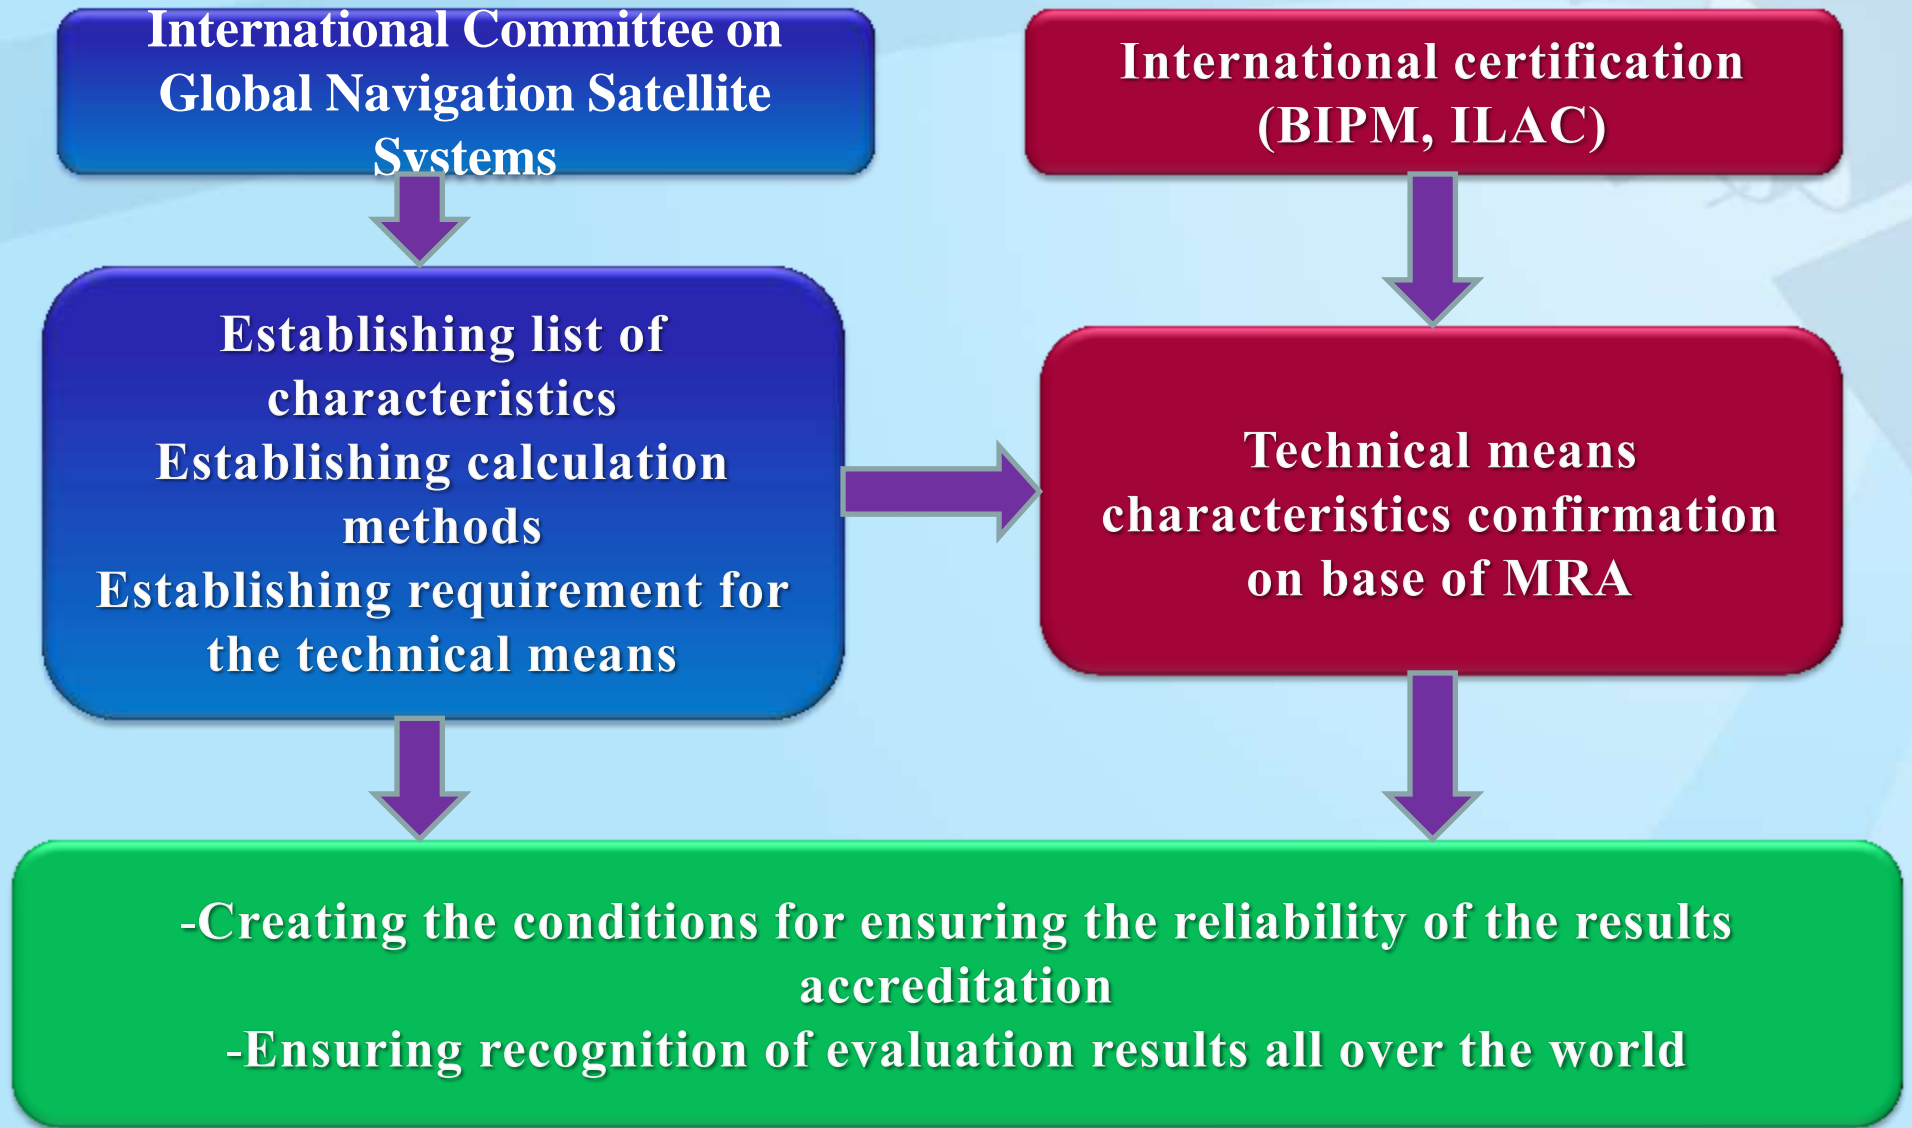 International Committee on
Global Navigation Satellite
Systems
International certification
(BIPM, ILAC)
Establishing list of
characteristics
Establishing calculation
methods
Establishing requirement for
the technical means
Technical means
characteristics confirmation
on base of MRA
-Creating the conditions for ensuring the reliability of the results
accreditation
-Ensuring recognition of evaluation results all over the world